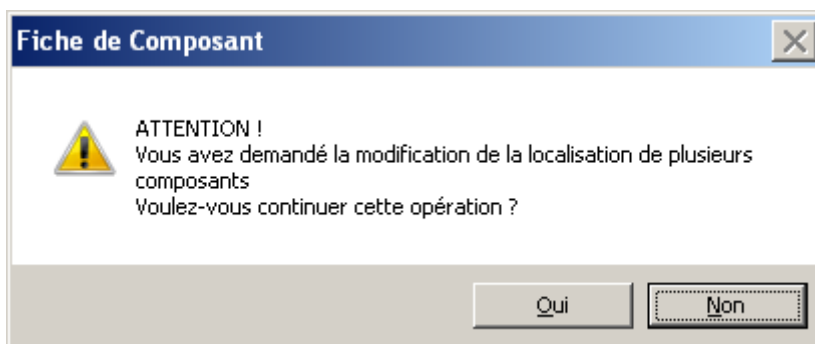 Fiche de Composant
ATTENTION !
Vous avez demandé la modification de la localisation de plusieurs
composants
Voulez-vous continuer cette opération ?
Oui
Non